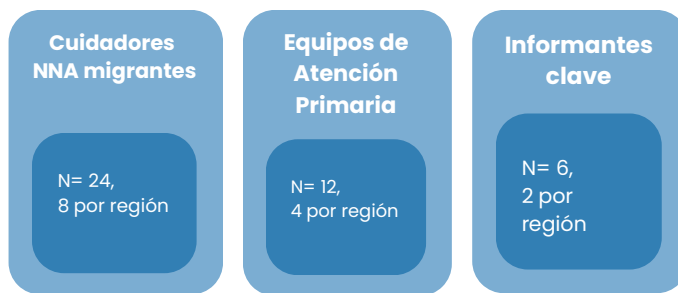 Cuidadores
NNA migrantes
N= 24,
8 por región
Equipos de
Atención
Primaria
N= 12,
4 por región
Informantes
clave
N= 6,
2 por
región